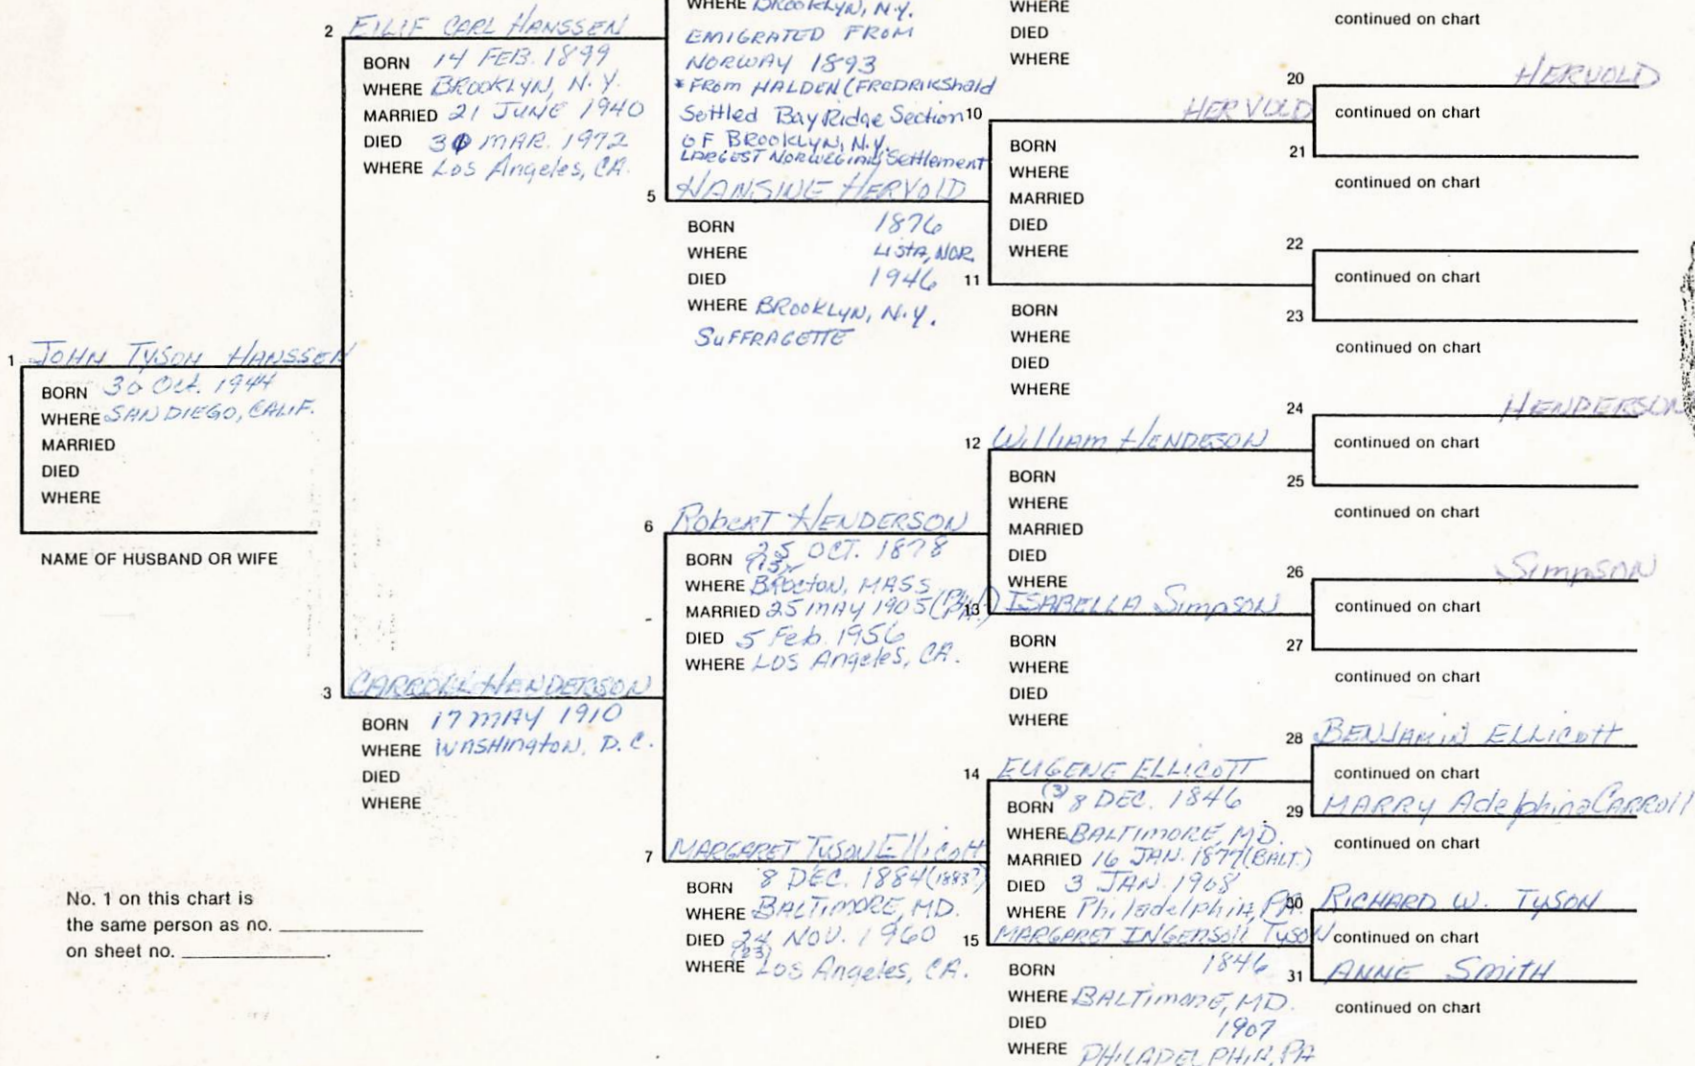 2 EILIF CARL HANSSEN
BORN 14 FEB. 1899
WHERE BROOKLYN, N.Y.
MARRIED 21 JUNE 1940
DIED 30 MAR. 1972
WHERE Los Angeles, CA.
WHERE BROOKLYN, N.Y.
EMIGRATED FROM
NORWAY 1893
*FROM HALDEN (FREDRIKShald
Settled Bay Ridge Section
OF BROOKLYN, N.Y.
LARGEST NORWEGIAN Settlement
5 HANSINE HERVOLD
BORN 1876
WHERE LISTA, NOR.
DIED 1946
WHERE BROOKLYN, N.Y.
SUFFRAGETTE
WHERE
DIED
WHERE
10 HERVOLD
BORN
WHERE
MARRIED
DIED
WHERE
11
BORN
WHERE
DIED
WHERE
continued on chart
20 HERVOLD
continued on chart
21
continued on chart
22
continued on chart
23
continued on chart
1 JOHN TYSON HANSSEN
BORN 30 Oct. 1944
WHERE SAN DIEGO, CALIF.
MARRIED
DIED
WHERE
NAME OF HUSBAND OR WIFE
3 CARROLL HENDERSON
BORN 17 MAY 1910
WHERE WASHington, D.C.
DIED
WHERE
6 Robert HENDERSON
BORN 25 OCT. 1878
WHERE BROCTON, MASS
MARRIED 25 MAY 1905
DIED 5 Feb. 1956
WHERE LOS Angeles, CA.
7 MARGARET TYSON Ellicott
BORN 8 DEC. 1884 (1883?)
WHERE BALTIMORE, MD.
DIED 24 NOV. 1960
(23)
WHERE Los Angeles, CA.
12 William HENDESON
BORN
WHERE
MARRIED
DIED
WHERE
13 ISABELLA Simpson
BORN
WHERE
DIED
WHERE
14 EUGENE ELLICOTT
(3)
BORN 8 DEC. 1846
WHERE BALTIMORE, MD.
MARRIED 16 JAN. 1877 (BALT.)
DIED 3 JAN. 1908
WHERE Philadelphia, PA.
15 MARGARET INGERSOll TYSON
BORN 1846
WHERE BALTIMORE, MD.
DIED 1907
WHERE PHILADELPHIA, PA
24 HENDERSON
continued on chart
25
continued on chart
26 SIMPSON
continued on chart
27
continued on chart
28 BENJAMIN ELLICOTT
continued on chart
29 MARRY Adelphina CARROll
continued on chart
30 RICHARD W. TYSON
continued on chart
31 ANNE SMITH
continued on chart
No. 1 on this chart is
the same person as no.
on sheet no. .